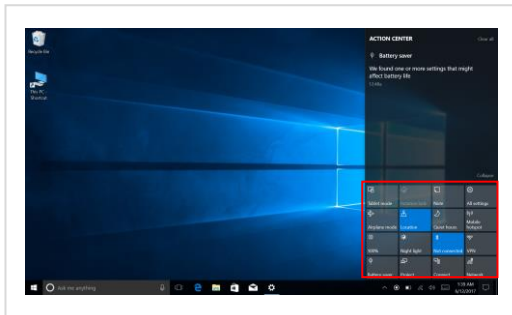 ACTION CENTER Clear all
Recycle Bin
Battery saver
We found one or more settings that might
affect battery life
This PC -
Shortcut
Collapse
Tablet mode Note All settings
Airplane mode Location Quiet hours Mobile hotspot
100% Night light Not connected VPN
Battery saver Project Connect Network
Ask me anything
1:39 AM
6/12/2017